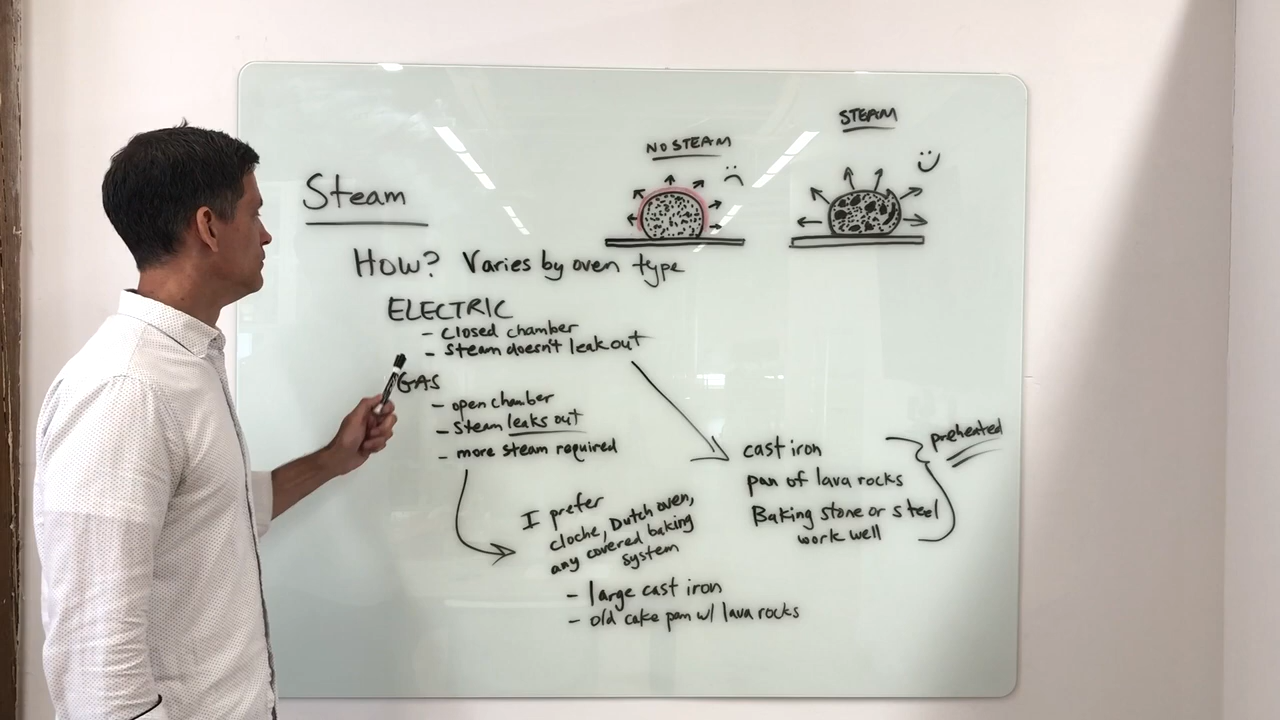 Steam
NO STEAM
STEAM
How? Varies by oven type
ELECTRIC
- closed chamber
- steam doesn't leak out
GAS
- open chamber
- steam leaks out
- more steam required
cast iron
pan of lava rocks
Baking stone or steel
work well
preheated
I prefer
cloche, Dutch oven,
any covered baking
system
- large cast iron
- old cake pan w/ lava rocks